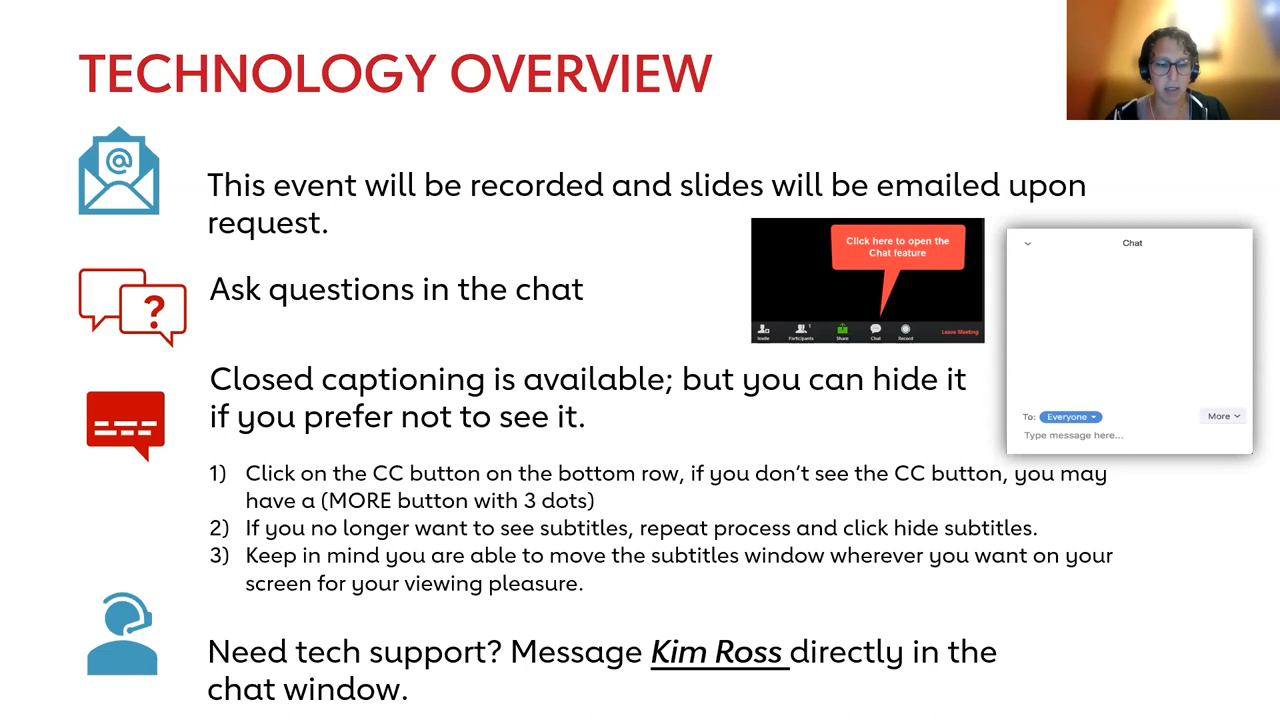 TECHNOLOGY OVERVIEW
@
This event will be recorded and slides will be emailed upon
request.
Click here to open the
Chat feature
Invite
Participants
1
Share
Chat
Record
Leave Meeting
Chat
To: Everyone
More
Type message here...
?
Ask questions in the chat
Closed captioning is available; but you can hide it
if you prefer not to see it.
1) Click on the CC button on the bottom row, if you don't see the CC button, you may
have a (MORE button with 3 dots)
2) If you no longer want to see subtitles, repeat process and click hide subtitles.
3) Keep in mind you are able to move the subtitles window wherever you want on your
screen for your viewing pleasure.
Need tech support? Message Kim Ross directly in the
chat window.